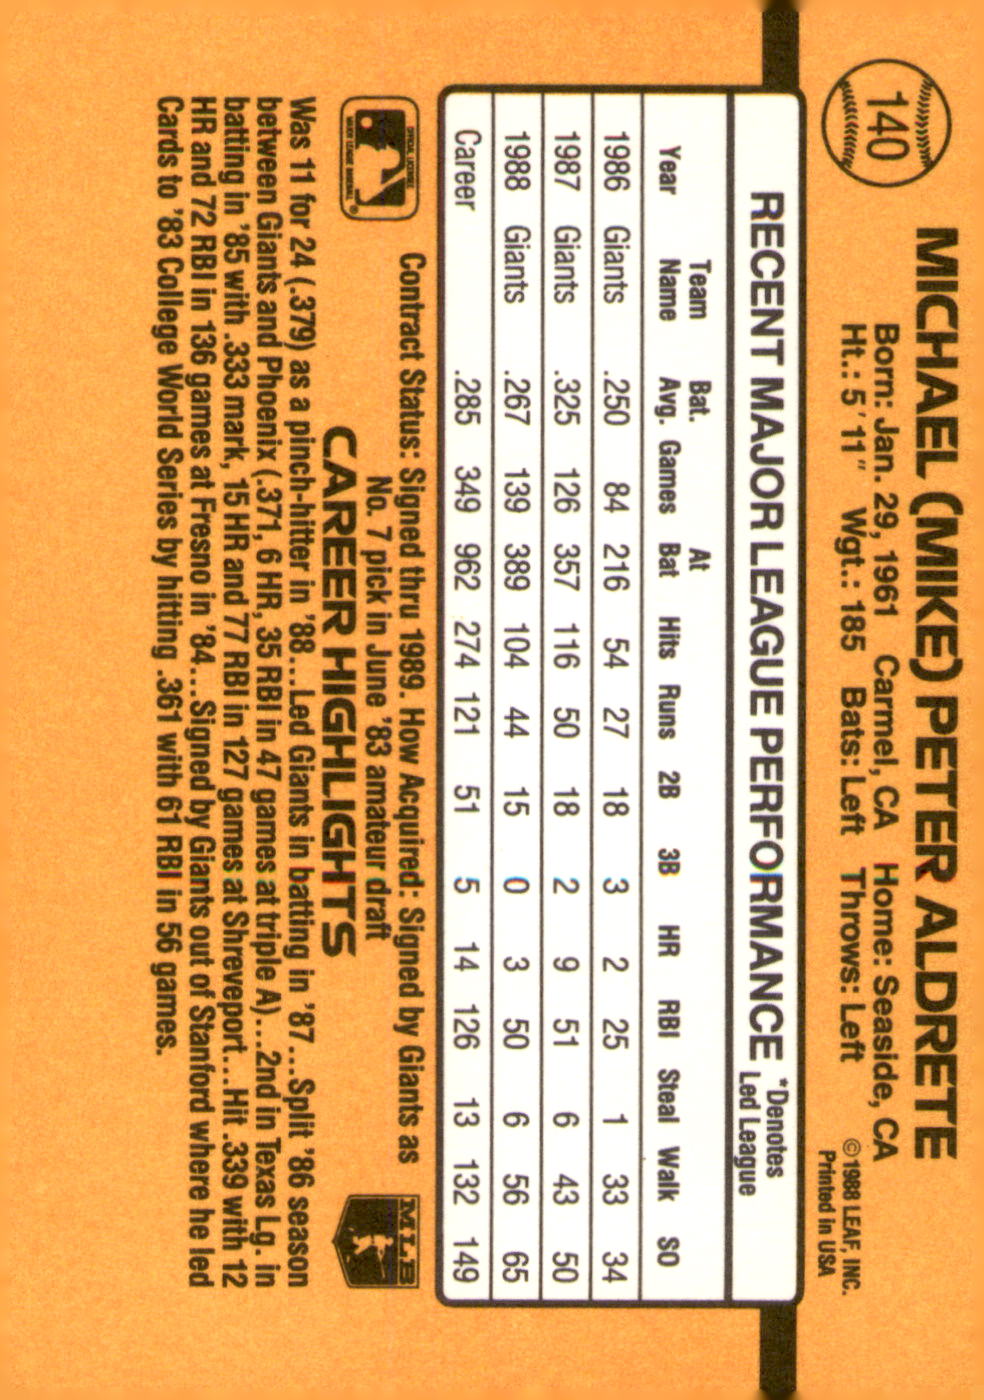 140
MICHAEL (MIKE) PETER ALDRETE
Born: Jan. 29, 1961 Carmel, CA Home: Seaside, CA
Ht.: 5′11″ Wgt.: 185 Bats: Left Throws: Left
©1988 LEAF, INC.
Printed in USA
RECENT MAJOR LEAGUE PERFORMANCE *Denotes Led League
Year Team Name Bat. Avg. Games At Bat Hits Runs 2B 3B HR RBI Steal Walk SO
1986 Giants .250 84 216 54 27 18 3 2 25 1 33 34
1987 Giants .325 126 357 116 50 18 2 9 51 6 43 50
1988 Giants .267 139 389 104 44 15 0 3 50 6 56 65
Career .285 349 962 274 121 51 5 14 126 13 132 149
OFFICIAL LICENSEE
MAJOR LEAGUE BASEBALL
®
Contract Status: Signed thru 1989. How Acquired: Signed by Giants as
No. 7 pick in June '83 amateur draft
MLB
CAREER HIGHLIGHTS
Was 11 for 24 (.379) as a pinch-hitter in '88...Led Giants in batting in '87...Split '86 season
between Giants and Phoenix (.371, 6 HR, 35 RBI in 47 games at triple A)...2nd in Texas Lg. in
batting in '85 with .333 mark, 15 HR and 77 RBI in 127 games at Shreveport...Hit .339 with 12
HR and 72 RBI in 136 games at Fresno in '84...Signed by Giants out of Stanford where he led
Cards to '83 College World Series by hitting .361 with 61 RBI in 56 games.